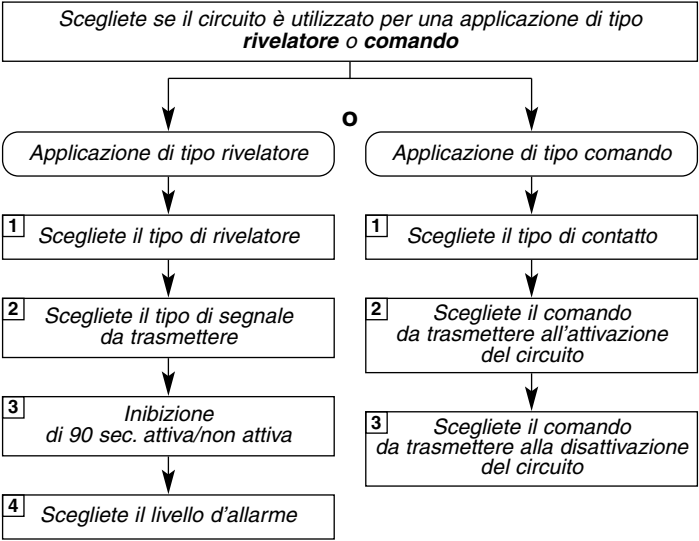 Scegliete se il circuito è utilizzato per una applicazione di tipo
rivelatore o comando
o
Applicazione di tipo rivelatore
1
Scegliete il tipo di rivelatore
2
Scegliete il tipo di segnale
da trasmettere
3
Inibizione
di 90 sec. attiva/non attiva
4
Scegliete il livello d'allarme
Applicazione di tipo comando
1
Scegliete il tipo di contatto
2
Scegliete il comando
da trasmettere all'attivazione
del circuito
3
Scegliete il comando
da trasmettere alla disattivazione
del circuito